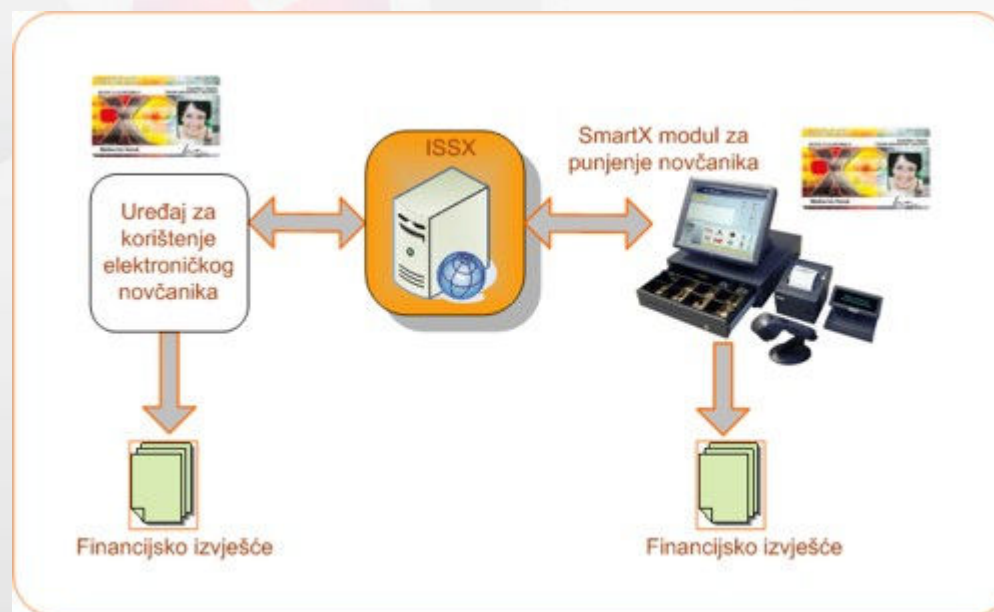 ISSX
SmartX modul za
punjenje novčanika
Uređaj za
korištenje
elektroničkog
novčanika
Financijsko izvješće
Financijsko izvješće